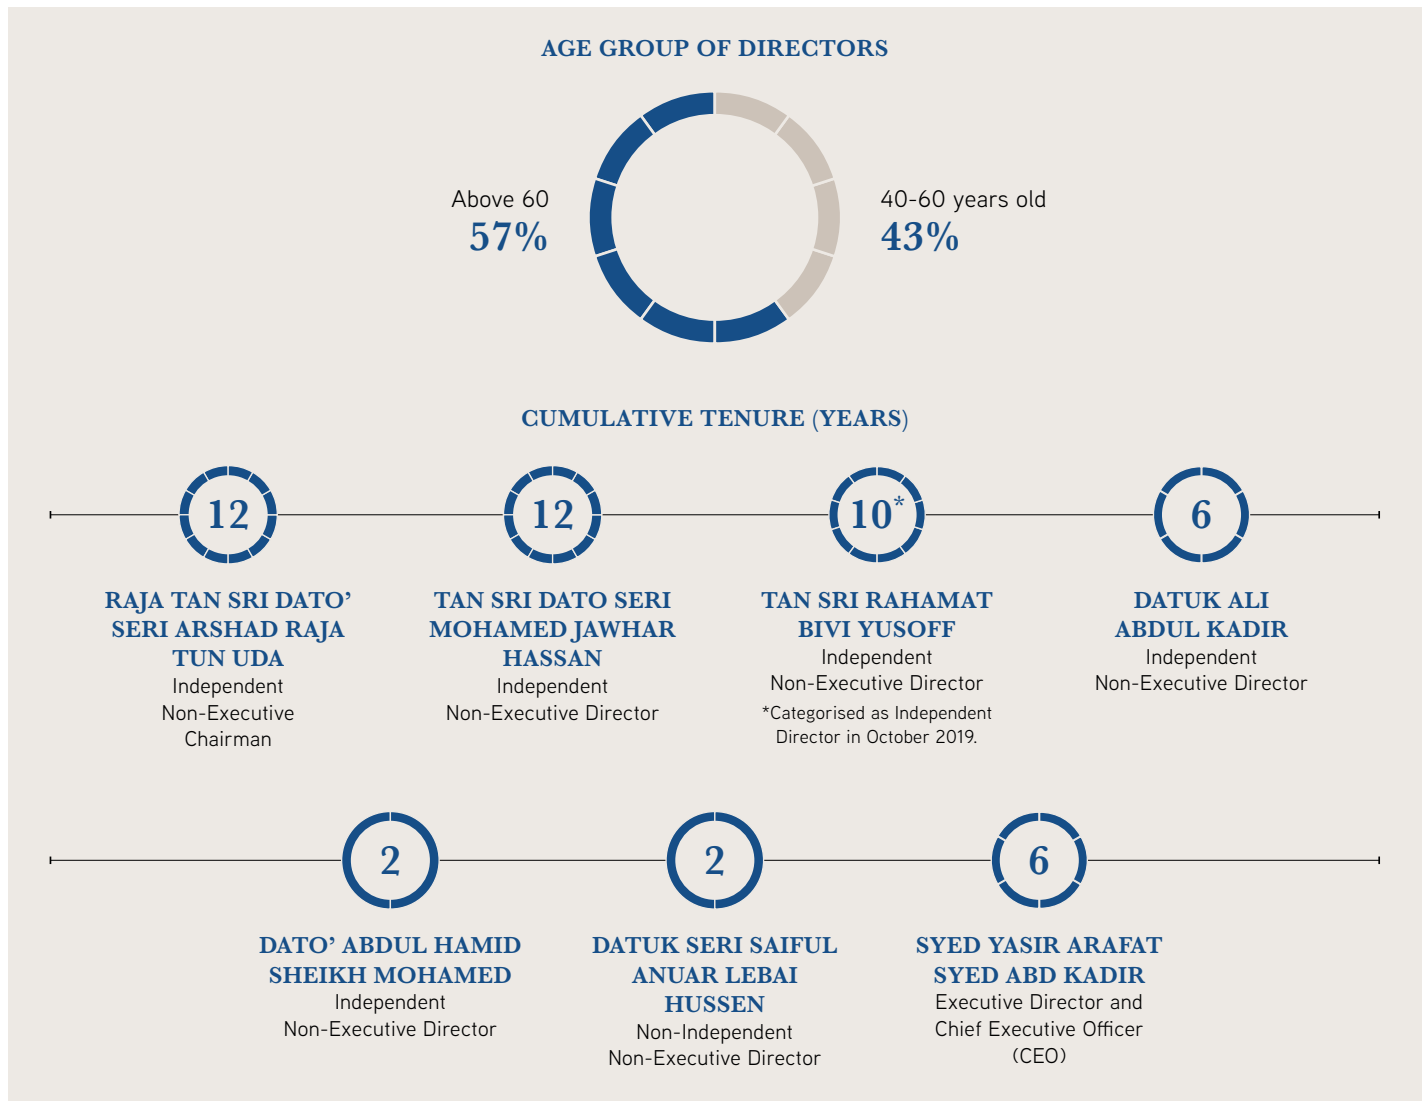 AGE GROUP OF DIRECTORS
Above 60
57%
40-60 years old
43%
CUMULATIVE TENURE (YEARS)
12
RAJA TAN SRI DATO’
SERI ARSHAD RAJA
TUN UDA
Independent
Non-Executive
Chairman
12
TAN SRI DATO SERI
MOHAMED JAWHAR
HASSAN
Independent
Non-Executive Director
10*
TAN SRI RAHAMAT
BIVI YUSOFF
Independent
Non-Executive Director
*Categorised as Independent
Director in October 2019.
6
DATUK ALI
ABDUL KADIR
Independent
Non-Executive Director
2
DATO’ ABDUL HAMID
SHEIKH MOHAMED
Independent
Non-Executive Director
2
DATUK SERI SAIFUL
ANUAR LEBAI
HUSSEN
Non-Independent
Non-Executive Director
6
SYED YASIR ARAFAT
SYED ABD KADIR
Executive Director and
Chief Executive Officer
(CEO)